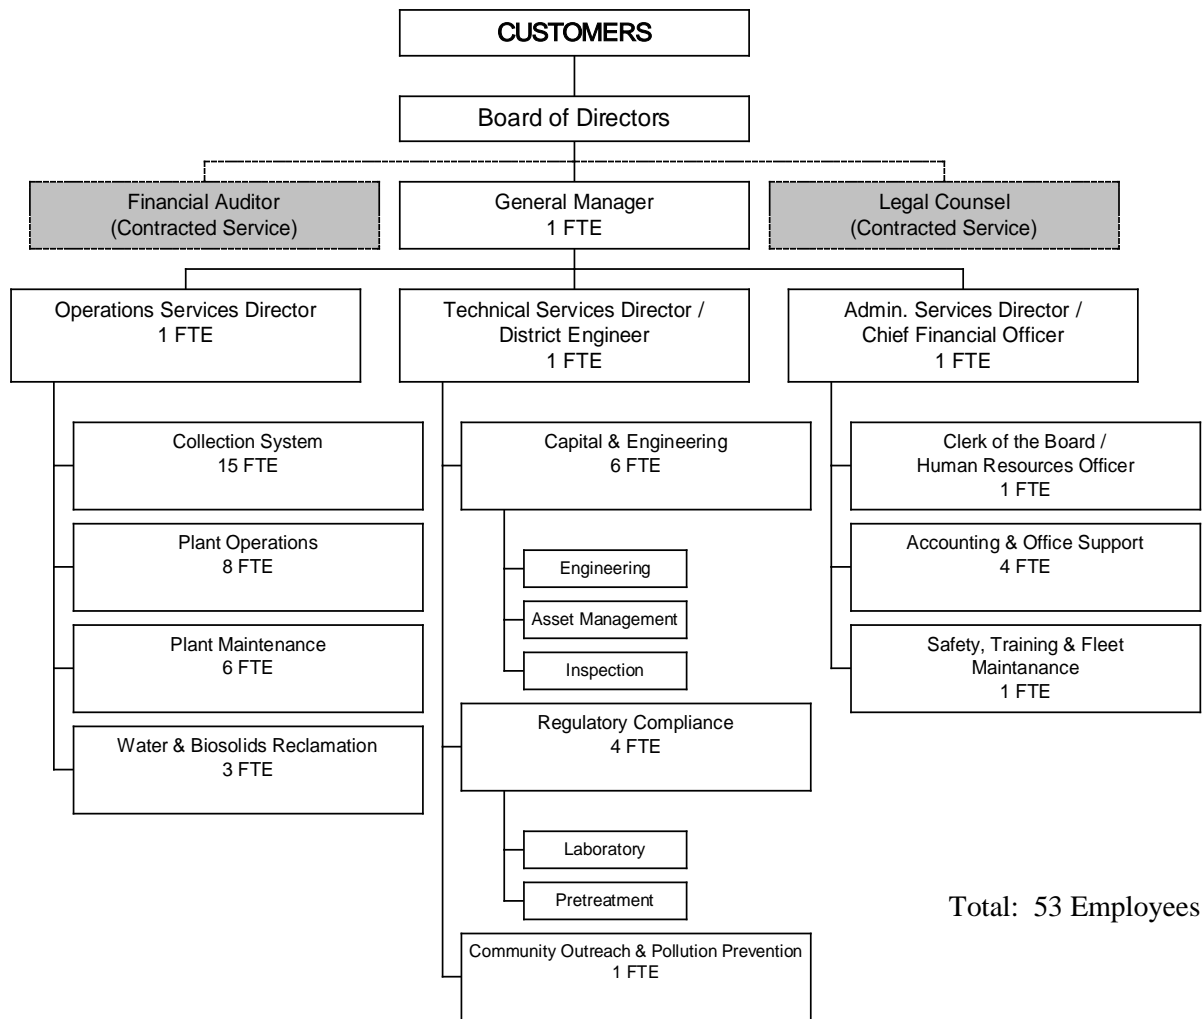 CUSTOMERS
Board of Directors
Financial Auditor
(Contracted Service)
General Manager
1 FTE
Legal Counsel
(Contracted Service)
Operations Services Director
1 FTE
Technical Services Director /
District Engineer
1 FTE
Admin. Services Director /
Chief Financial Officer
1 FTE
Collection System
15 FTE
Plant Operations
8 FTE
Plant Maintenance
6 FTE
Water & Biosolids Reclamation
3 FTE
Capital & Engineering
6 FTE
Engineering
Asset Management
Inspection
Regulatory Compliance
4 FTE
Laboratory
Pretreatment
Community Outreach & Pollution Prevention
1 FTE
Clerk of the Board /
Human Resources Officer
1 FTE
Accounting & Office Support
4 FTE
Safety, Training & Fleet
Maintanance
1 FTE
Total:  53 Employees